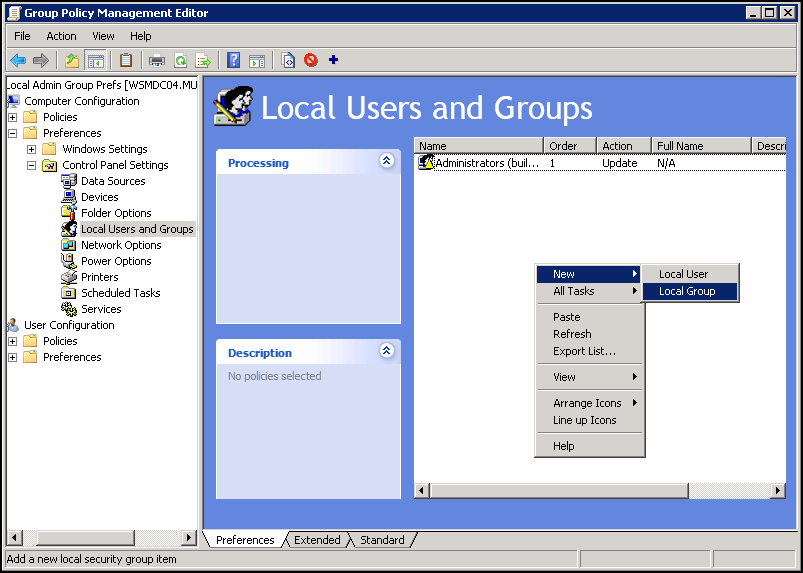 Group Policy Management Editor
File Action View Help
Local Admin Group Prefs [WSMDC04.MU
Computer Configuration
Policies
Preferences
Windows Settings
Control Panel Settings
Data Sources
Devices
Folder Options
Local Users and Groups
Network Options
Power Options
Printers
Scheduled Tasks
Services
User Configuration
Policies
Preferences
Local Users and Groups
Processing
Description
No policies selected
Name Order Action Full Name Descri
Administrators (buil... 1 Update N/A
New
All Tasks
Paste
Refresh
Export List...
View
Arrange Icons
Line up Icons
Help
Local User
Local Group
Preferences Extended Standard
Add a new local security group item